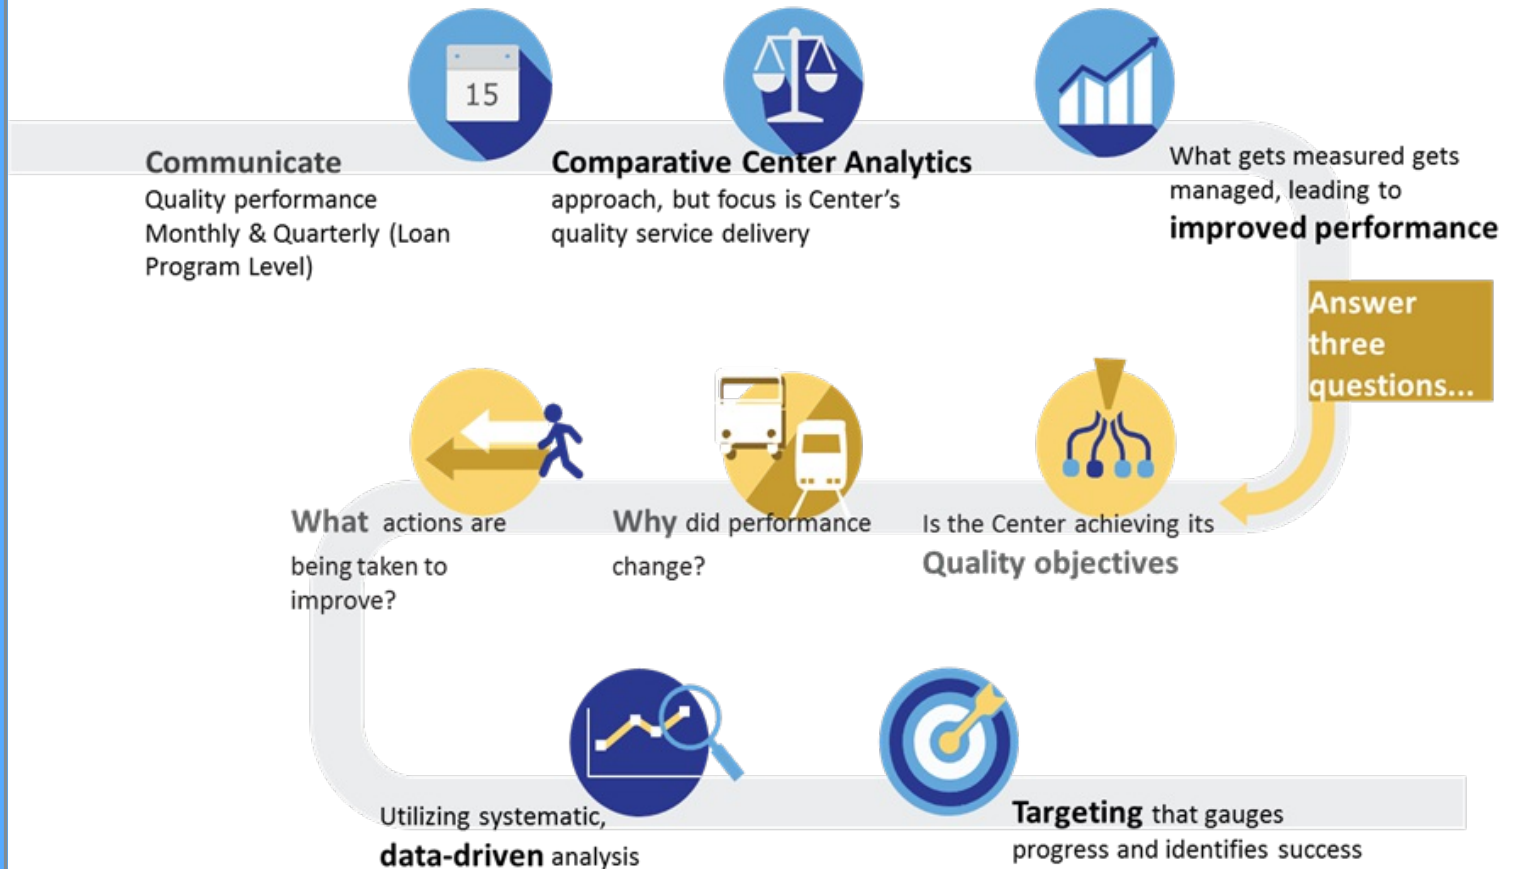 15
Communicate
Quality performance
Monthly & Quarterly (Loan
Program Level)
Comparative Center Analytics
approach, but focus is Center's
quality service delivery
What gets measured gets
managed, leading to
improved performance
Answer
three
questions...
Is the Center achieving its
Quality objectives
Why did performance
change?
What actions are
being taken to
improve?
Utilizing systematic,
data-driven analysis
Targeting that gauges
progress and identifies success